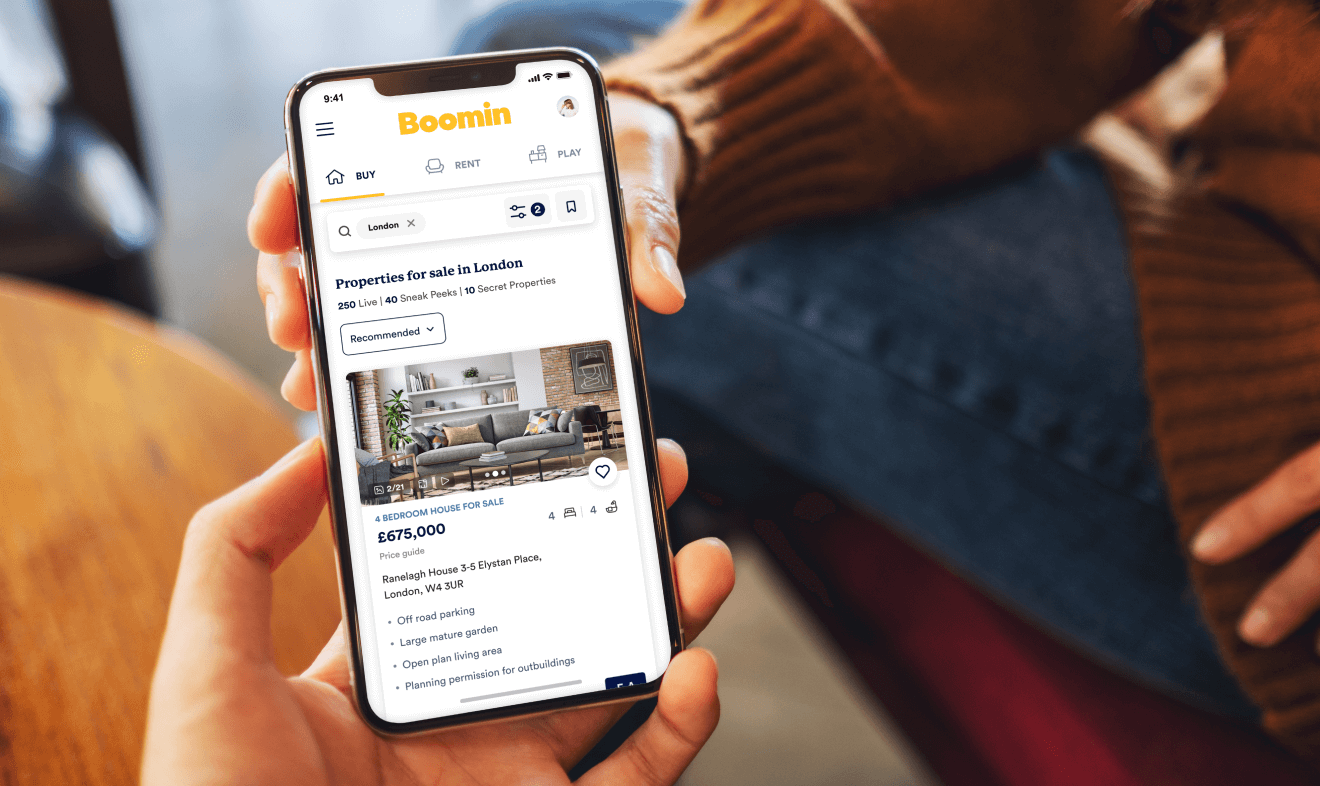 9:41
Boomin
BUY
RENT
PLAY
London
2
Properties for sale in London
250 Live | 40 Sneak Peeks | 10 Secret Properties
Recommended
2/21
4 BEDROOM HOUSE FOR SALE
4 4
£675,000
Price guide
Ranelagh House 3-5 Elystan Place,
London, W4 3UR
• Off road parking
• Large mature garden
• Open plan living area
• Planning permission for outbuildings